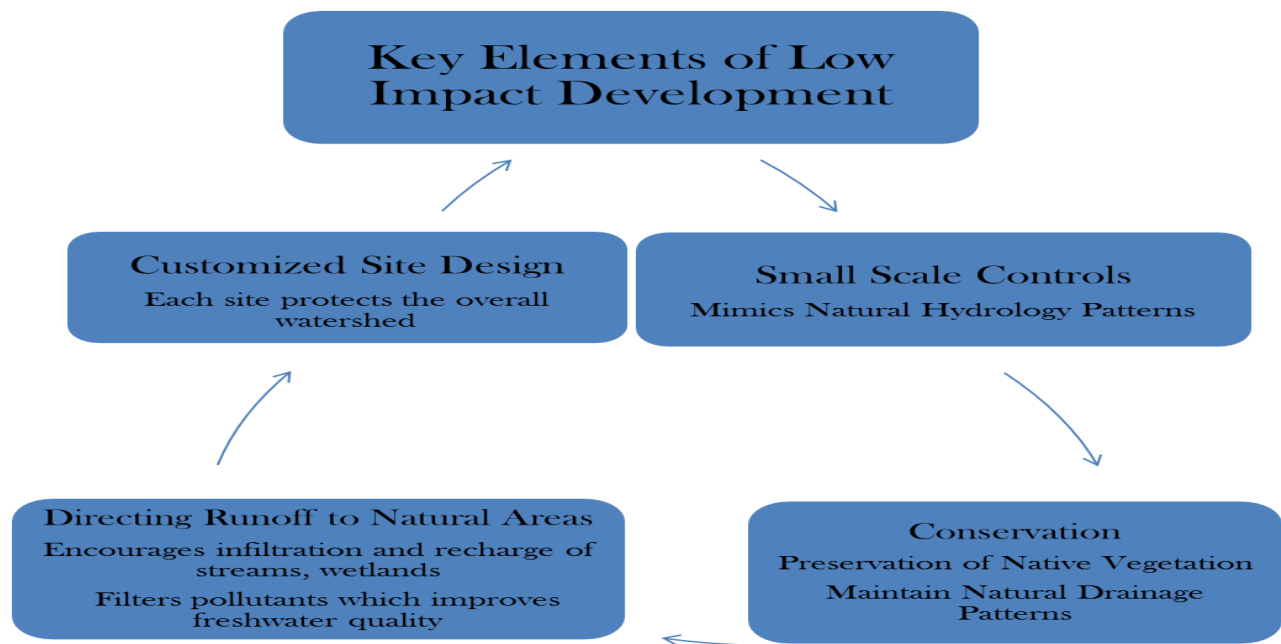 Key Elements of Low
Impact Development
Customized Site Design
Each site protects the overall
watershed
Small Scale Controls
Mimics Natural Hydrology Patterns
Directing Runoff to Natural Areas
Encourages infiltration and recharge of
streams, wetlands
Filters pollutants which improves
freshwater quality
Conservation
Preservation of Native Vegetation
Maintain Natural Drainage
Patterns